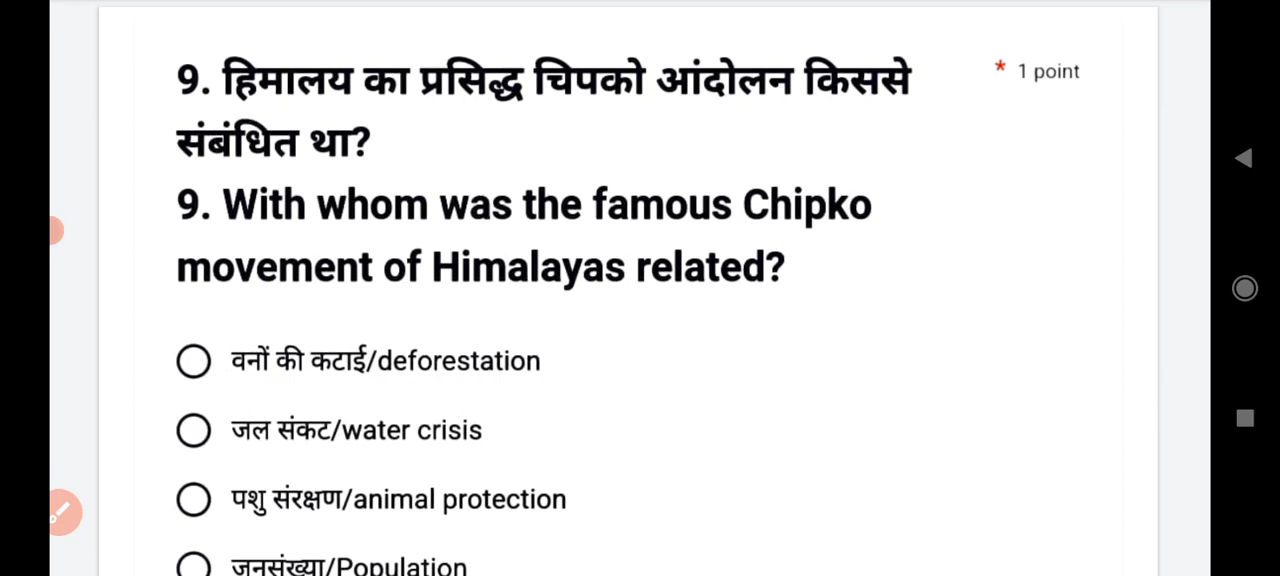 9. हिमालय का प्रसिद्ध चिपको आंदोलन किससे
* 1 point
संबंधित था?
9. With whom was the famous Chipko
movement of Himalayas related?
वनों की कटाई/deforestation
जल संकट/water crisis
पशु संरक्षण/animal protection
जनसंख्या/Population